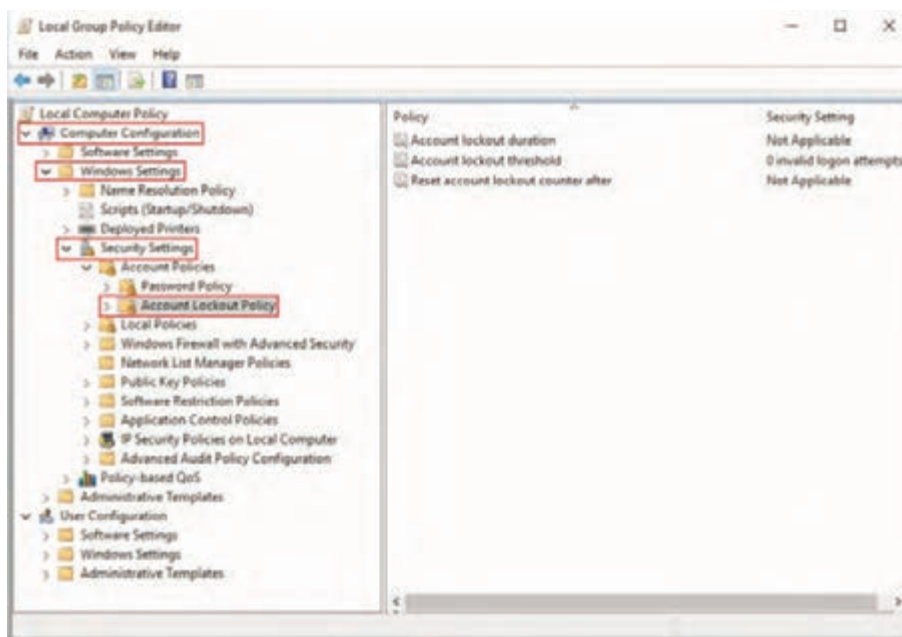 Local Group Policy Editor
File Action View Help
Local Computer Policy
Computer Configuration
Software Settings
Windows Settings
Name Resolution Policy
Scripts (Startup/Shutdown)
Deployed Printers
Security Settings
Account Policies
Password Policy
Account Lockout Policy
Local Policies
Windows Firewall with Advanced Security
Network List Manager Policies
Public Key Policies
Software Restriction Policies
Application Control Policies
IP Security Policies on Local Computer
Advanced Audit Policy Configuration
Policy-based QoS
Administrative Templates
User Configuration
Software Settings
Windows Settings
Administrative Templates
Policy Security Setting
Account lockout duration Not Applicable
Account lockout threshold 0 invalid logon attempts
Reset account lockout counter after Not Applicable